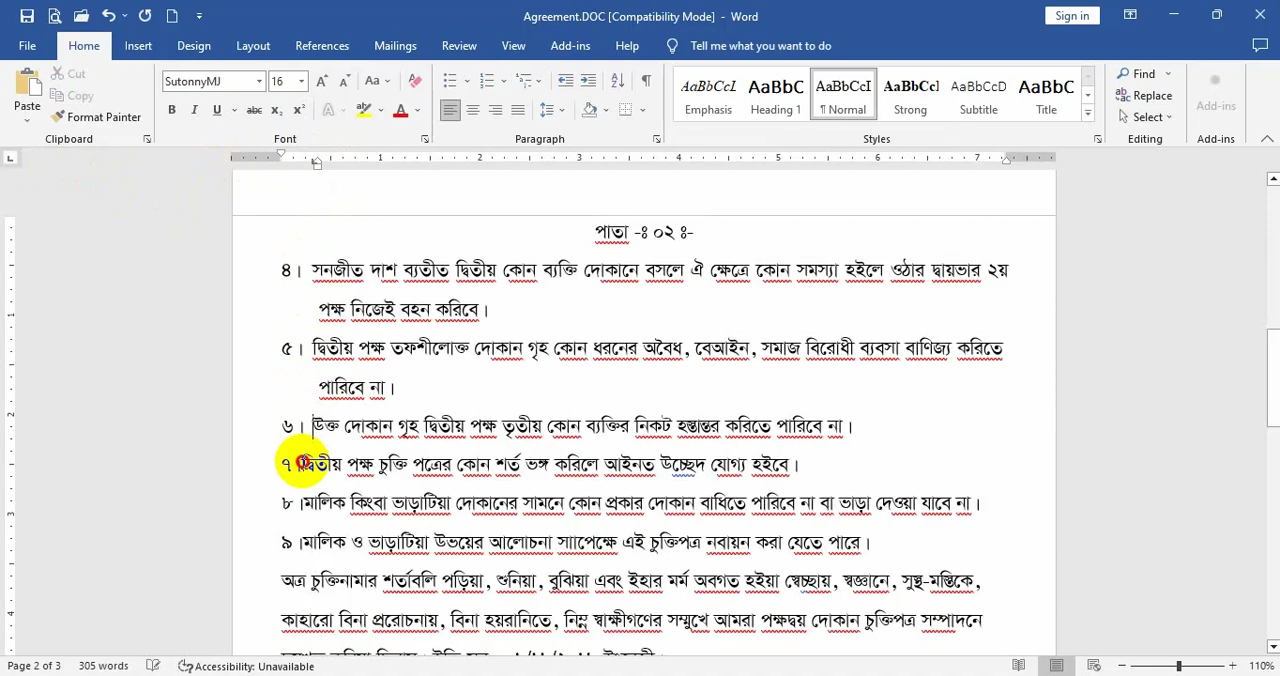 Agreement.DOC [Compatibility Mode] - Word
Sign in
File Home Insert Design Layout References Mailings Review View Add-ins Help Tell me what you want to do
Paste Cut Copy Format Painter
SutonnyMJ 16
Emphasis Heading 1 ¶ Normal Strong Subtitle Title
Find Replace Select Add-ins
Clipboard Font Paragraph Styles Editing Add-ins
পাতা -ঃ ০২ ঃ-
৪। সনজীত দাশ ব্যতীত দ্বিতীয় কোন ব্যক্তি দোকানে বসলে ঐ ক্ষেত্রে কোন সমস্যা হইলে ওঠার দ্বায়ভার ২য়
পক্ষ নিজেই বহন করিবে।
৫। দ্বিতীয় পক্ষ তফশীলোক্ত দোকান গৃহ কোন ধরনের অবৈধ, বেআইন, সমাজ বিরোধী ব্যবসা বাণিজ্য করিতে
পারিবে না।
৬। উক্ত দোকান গৃহ দ্বিতীয় পক্ষ তৃতীয় কোন ব্যক্তির নিকট হস্তান্তর করিতে পারিবে না।
৭ দ্বিতীয় পক্ষ চুক্তি পত্রের কোন শর্ত ভঙ্গ করিলে আইনত উচ্ছেদ যোগ্য হইবে।
৮।মালিক কিংবা ভাড়াটিয়া দোকানের সামনে কোন প্রকার দোকান বাধিতে পারিবে না বা ভাড়া দেওয়া যাবে না।
৯।মালিক ও ভাড়াটিয়া উভয়ের আলোচনা সাাপেক্ষে এই চুক্তিপত্র নবায়ন করা যেতে পারে।
অত্র চুক্তিনামার শর্তাবলি পড়িয়া, শুনিয়া, বুঝিয়া এবং ইহার মর্ম অবগত হইয়া স্বেচ্ছায়, স্বজ্ঞানে, সুস্থ-মস্তিকে,
কাহারো বিনা প্ররোচনায়, বিনা হয়রানিতে, নিম্ন স্বাক্ষীগণের সম্মুখে আমরা পক্ষদ্বয় দোকান চুক্তিপত্র সম্পাদনে
Page 2 of 3 305 words Accessibility: Unavailable 110%